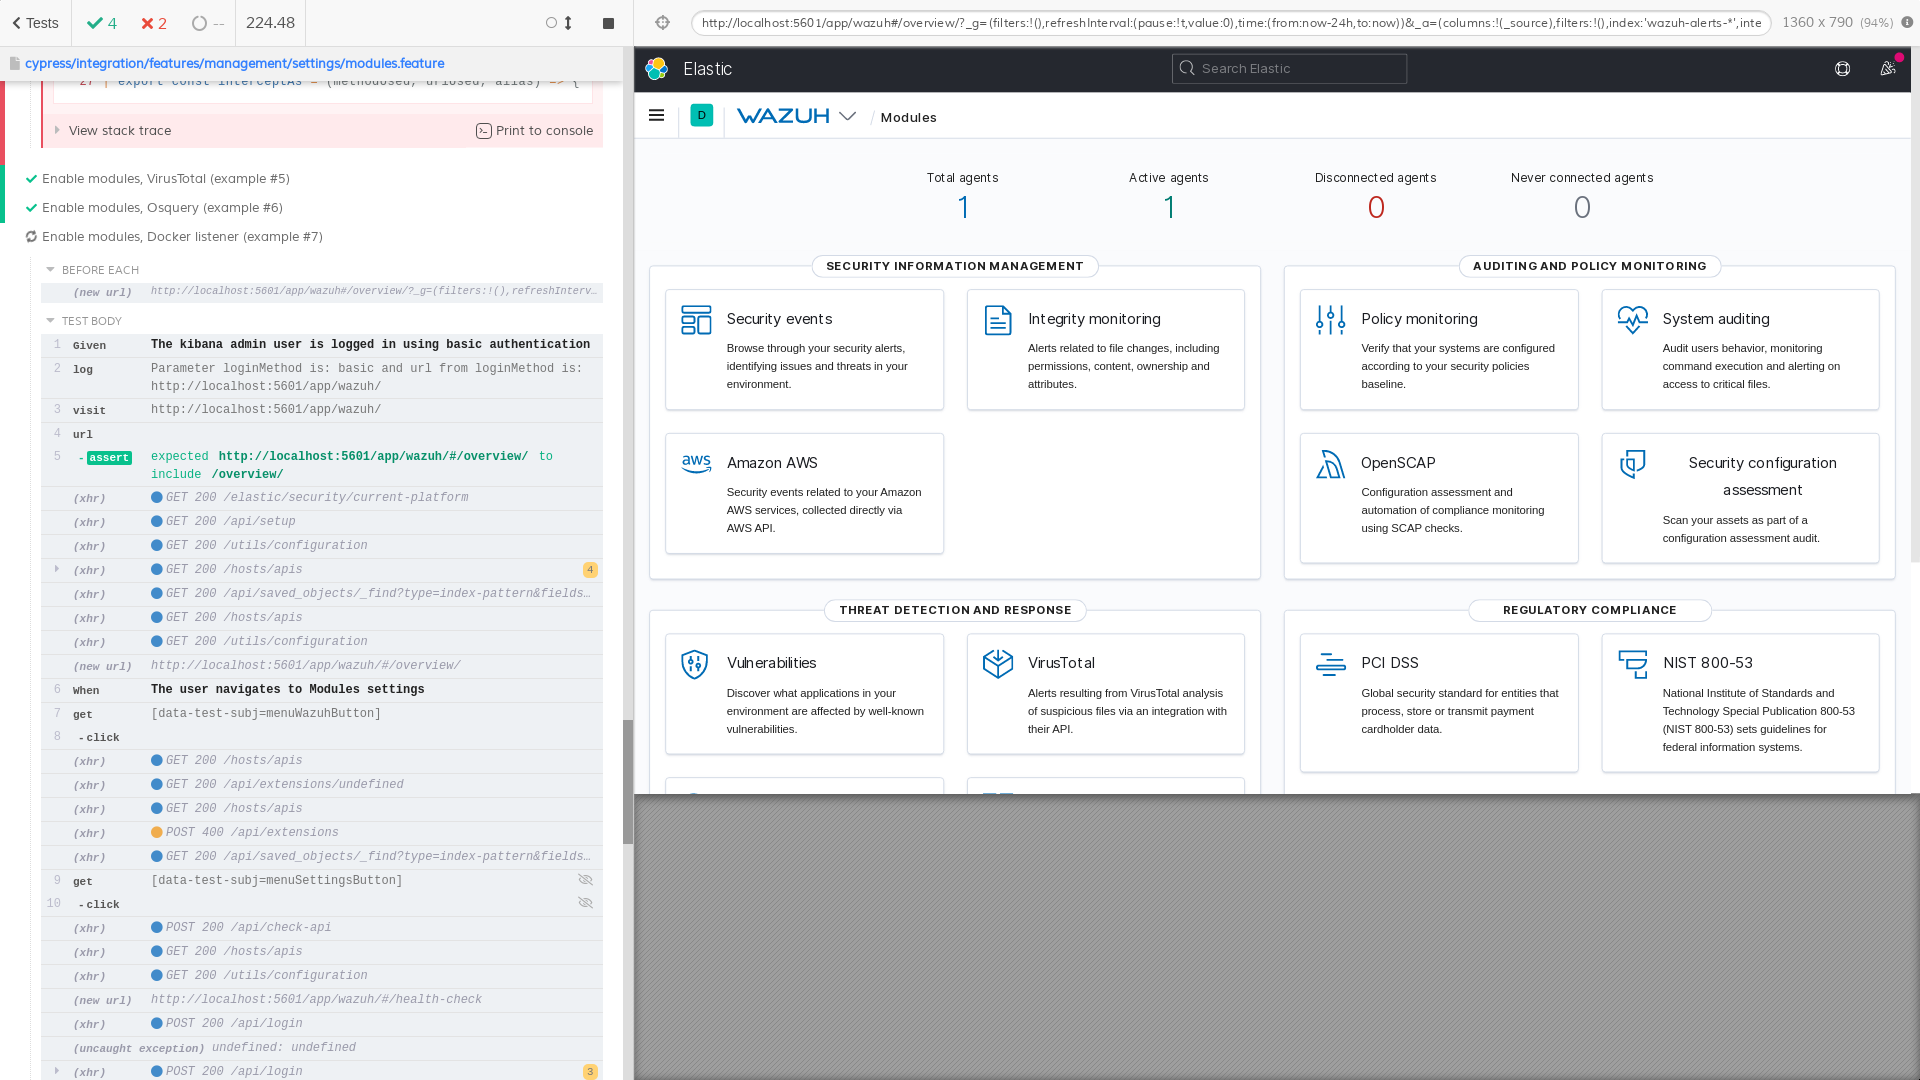 Tests
4
2
--
224.48
cypress/integration/features/management/settings/modules.feature
27 | export const interceptAs = (methodUsed, urlUsed, alias) => {
View stack trace
Print to console
Enable modules, VirusTotal (example #5)
Enable modules, Osquery (example #6)
Enable modules, Docker listener (example #7)
BEFORE EACH
(new url) http://localhost:5601/app/wazuh#/overview/?_g=(filters:!(),refreshInterv…
TEST BODY
1 Given The kibana admin user is logged in using basic authentication
2 log Parameter loginMethod is: basic and url from loginMethod is:
http://localhost:5601/app/wazuh/
3 visit http://localhost:5601/app/wazuh/
4 url
5 -assert expected http://localhost:5601/app/wazuh/#/overview/ to
include /overview/
(xhr) GET 200 /elastic/security/current-platform
(xhr) GET 200 /api/setup
(xhr) GET 200 /utils/configuration
(xhr) GET 200 /hosts/apis 4
(xhr) GET 200 /api/saved_objects/_find?type=index-pattern&fields…
(xhr) GET 200 /hosts/apis
(xhr) GET 200 /utils/configuration
(new url) http://localhost:5601/app/wazuh/#/overview/
6 When The user navigates to Modules settings
7 get [data-test-subj=menuWazuhButton]
8 -click
(xhr) GET 200 /hosts/apis
(xhr) GET 200 /api/extensions/undefined
(xhr) GET 200 /hosts/apis
(xhr) POST 400 /api/extensions
(xhr) GET 200 /api/saved_objects/_find?type=index-pattern&fields…
9 get [data-test-subj=menuSettingsButton]
10 -click
(xhr) POST 200 /api/check-api
(xhr) GET 200 /hosts/apis
(xhr) GET 200 /utils/configuration
(new url) http://localhost:5601/app/wazuh/#/health-check
(xhr) POST 200 /api/login
(uncaught exception) undefined: undefined
(xhr) POST 200 /api/login 3
http://localhost:5601/app/wazuh#/overview/?_g=(filters:!(),refreshInterval:(pause:!t,value:0),time:(from:now-24h,to:now))&_a=(columns:!(_source),filters:!(),index:'wazuh-alerts-*',inte
1360 x 790 (94%)
Elastic
Search Elastic
D
WAZUH
/ Modules
Total agents
1
Active agents
1
Disconnected agents
0
Never connected agents
0
SECURITY INFORMATION MANAGEMENT
Security events
Browse through your security alerts,
identifying issues and threats in your
environment.
Integrity monitoring
Alerts related to file changes, including
permissions, content, ownership and
attributes.
aws
Amazon AWS
Security events related to your Amazon
AWS services, collected directly via
AWS API.
AUDITING AND POLICY MONITORING
Policy monitoring
Verify that your systems are configured
according to your security policies
baseline.
System auditing
Audit users behavior, monitoring
command execution and alerting on
access to critical files.
OpenSCAP
Configuration assessment and
automation of compliance monitoring
using SCAP checks.
Security configuration
assessment
Scan your assets as part of a
configuration assessment audit.
THREAT DETECTION AND RESPONSE
Vulnerabilities
Discover what applications in your
environment are affected by well-known
vulnerabilities.
VirusTotal
Alerts resulting from VirusTotal analysis
of suspicious files via an integration with
their API.
REGULATORY COMPLIANCE
PCI DSS
Global security standard for entities that
process, store or transmit payment
cardholder data.
NIST 800-53
National Institute of Standards and
Technology Special Publication 800-53
(NIST 800-53) sets guidelines for
federal information systems.